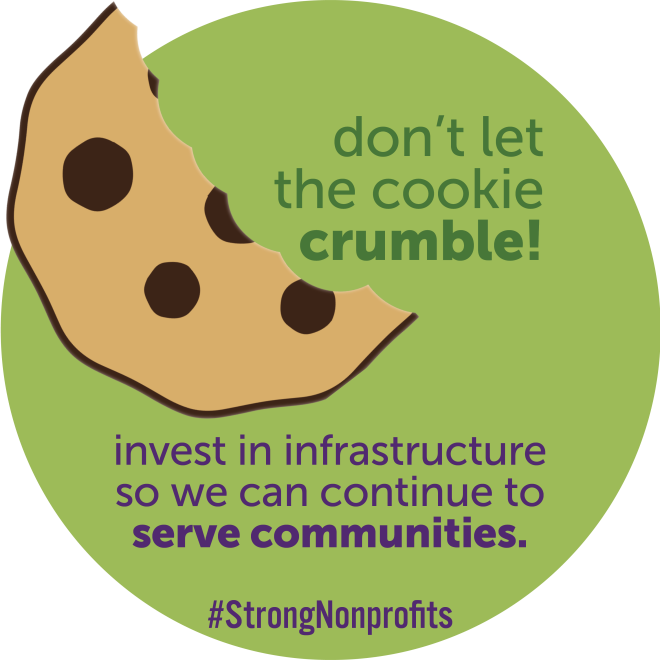 don’t let
the cookie
crumble!
invest in infrastructure
so we can continue to
serve communities.
#StrongNonprofits